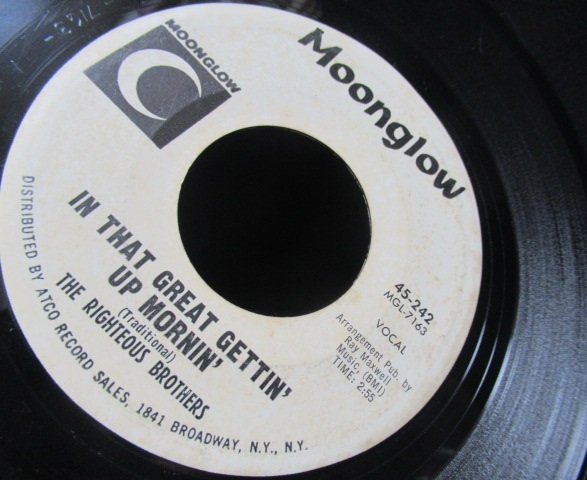 MOONGLOW
Moonglow
45-242
MGL-7163
VOCAL
Arrangement Pub. by
Ray Maxwell
Music, (BMI)
TIME: 2:55
IN THAT GREAT GETTIN'
UP MORNIN'
(Traditional)
THE RIGHTEOUS BROTHERS
DISTRIBUTED BY ATCO RECORD SALES, 1841 BROADWAY, N.Y., N.Y.